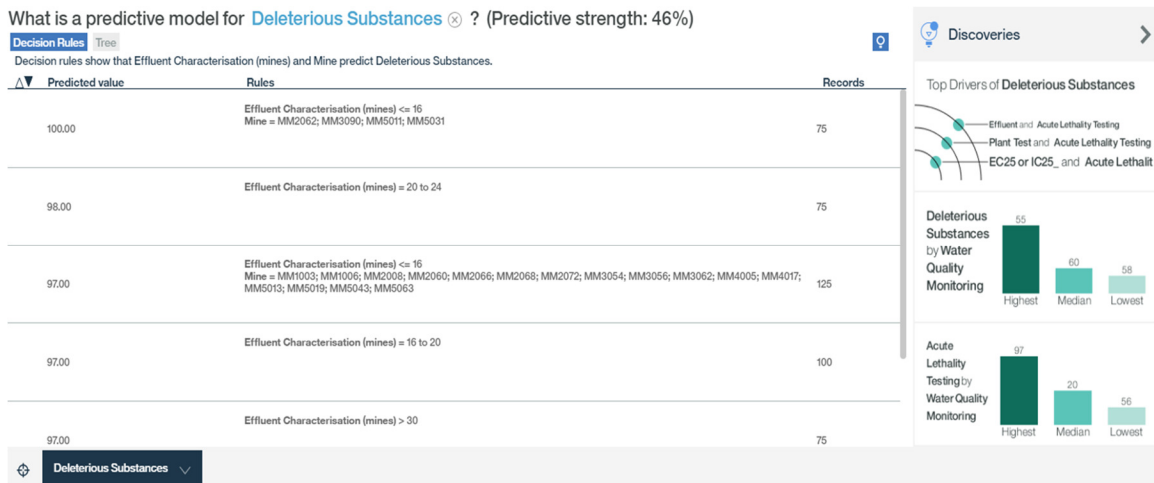 What is a predictive model for Deleterious Substances ? (Predictive strength: 46%)
Decision Rules Tree
Decision rules show that Effluent Characterisation (mines) and Mine predict Deleterious Substances.
Predicted value Rules Records
Effluent Characterisation (mines) <= 16
Mine = MM2062; MM3090; MM5011; MM5031
100.00 75
Effluent Characterisation (mines) = 20 to 24
98.00 75
Effluent Characterisation (mines) <= 16
Mine = MM1003; MM1006; MM2008; MM2060; MM2066; MM2068; MM2072; MM3054; MM3056; MM3062; MM4005; MM4017;
MM5013; MM5019; MM5043; MM5063
97.00 125
Effluent Characterisation (mines) = 16 to 20
97.00 100
Effluent Characterisation (mines) > 30
97.00 75
Deleterious Substances
Discoveries
Top Drivers of Deleterious Substances
Effluent and Acute Lethality Testing
Plant Test and Acute Lethality Testing
EC25 or IC25_ and Acute Lethalit
Deleterious
Substances
by Water
Quality
Monitoring
55
60
58
Highest Median Lowest
Acute
Lethality
Testing by
Water Quality
Monitoring
97
20
56
Highest Median Lowest